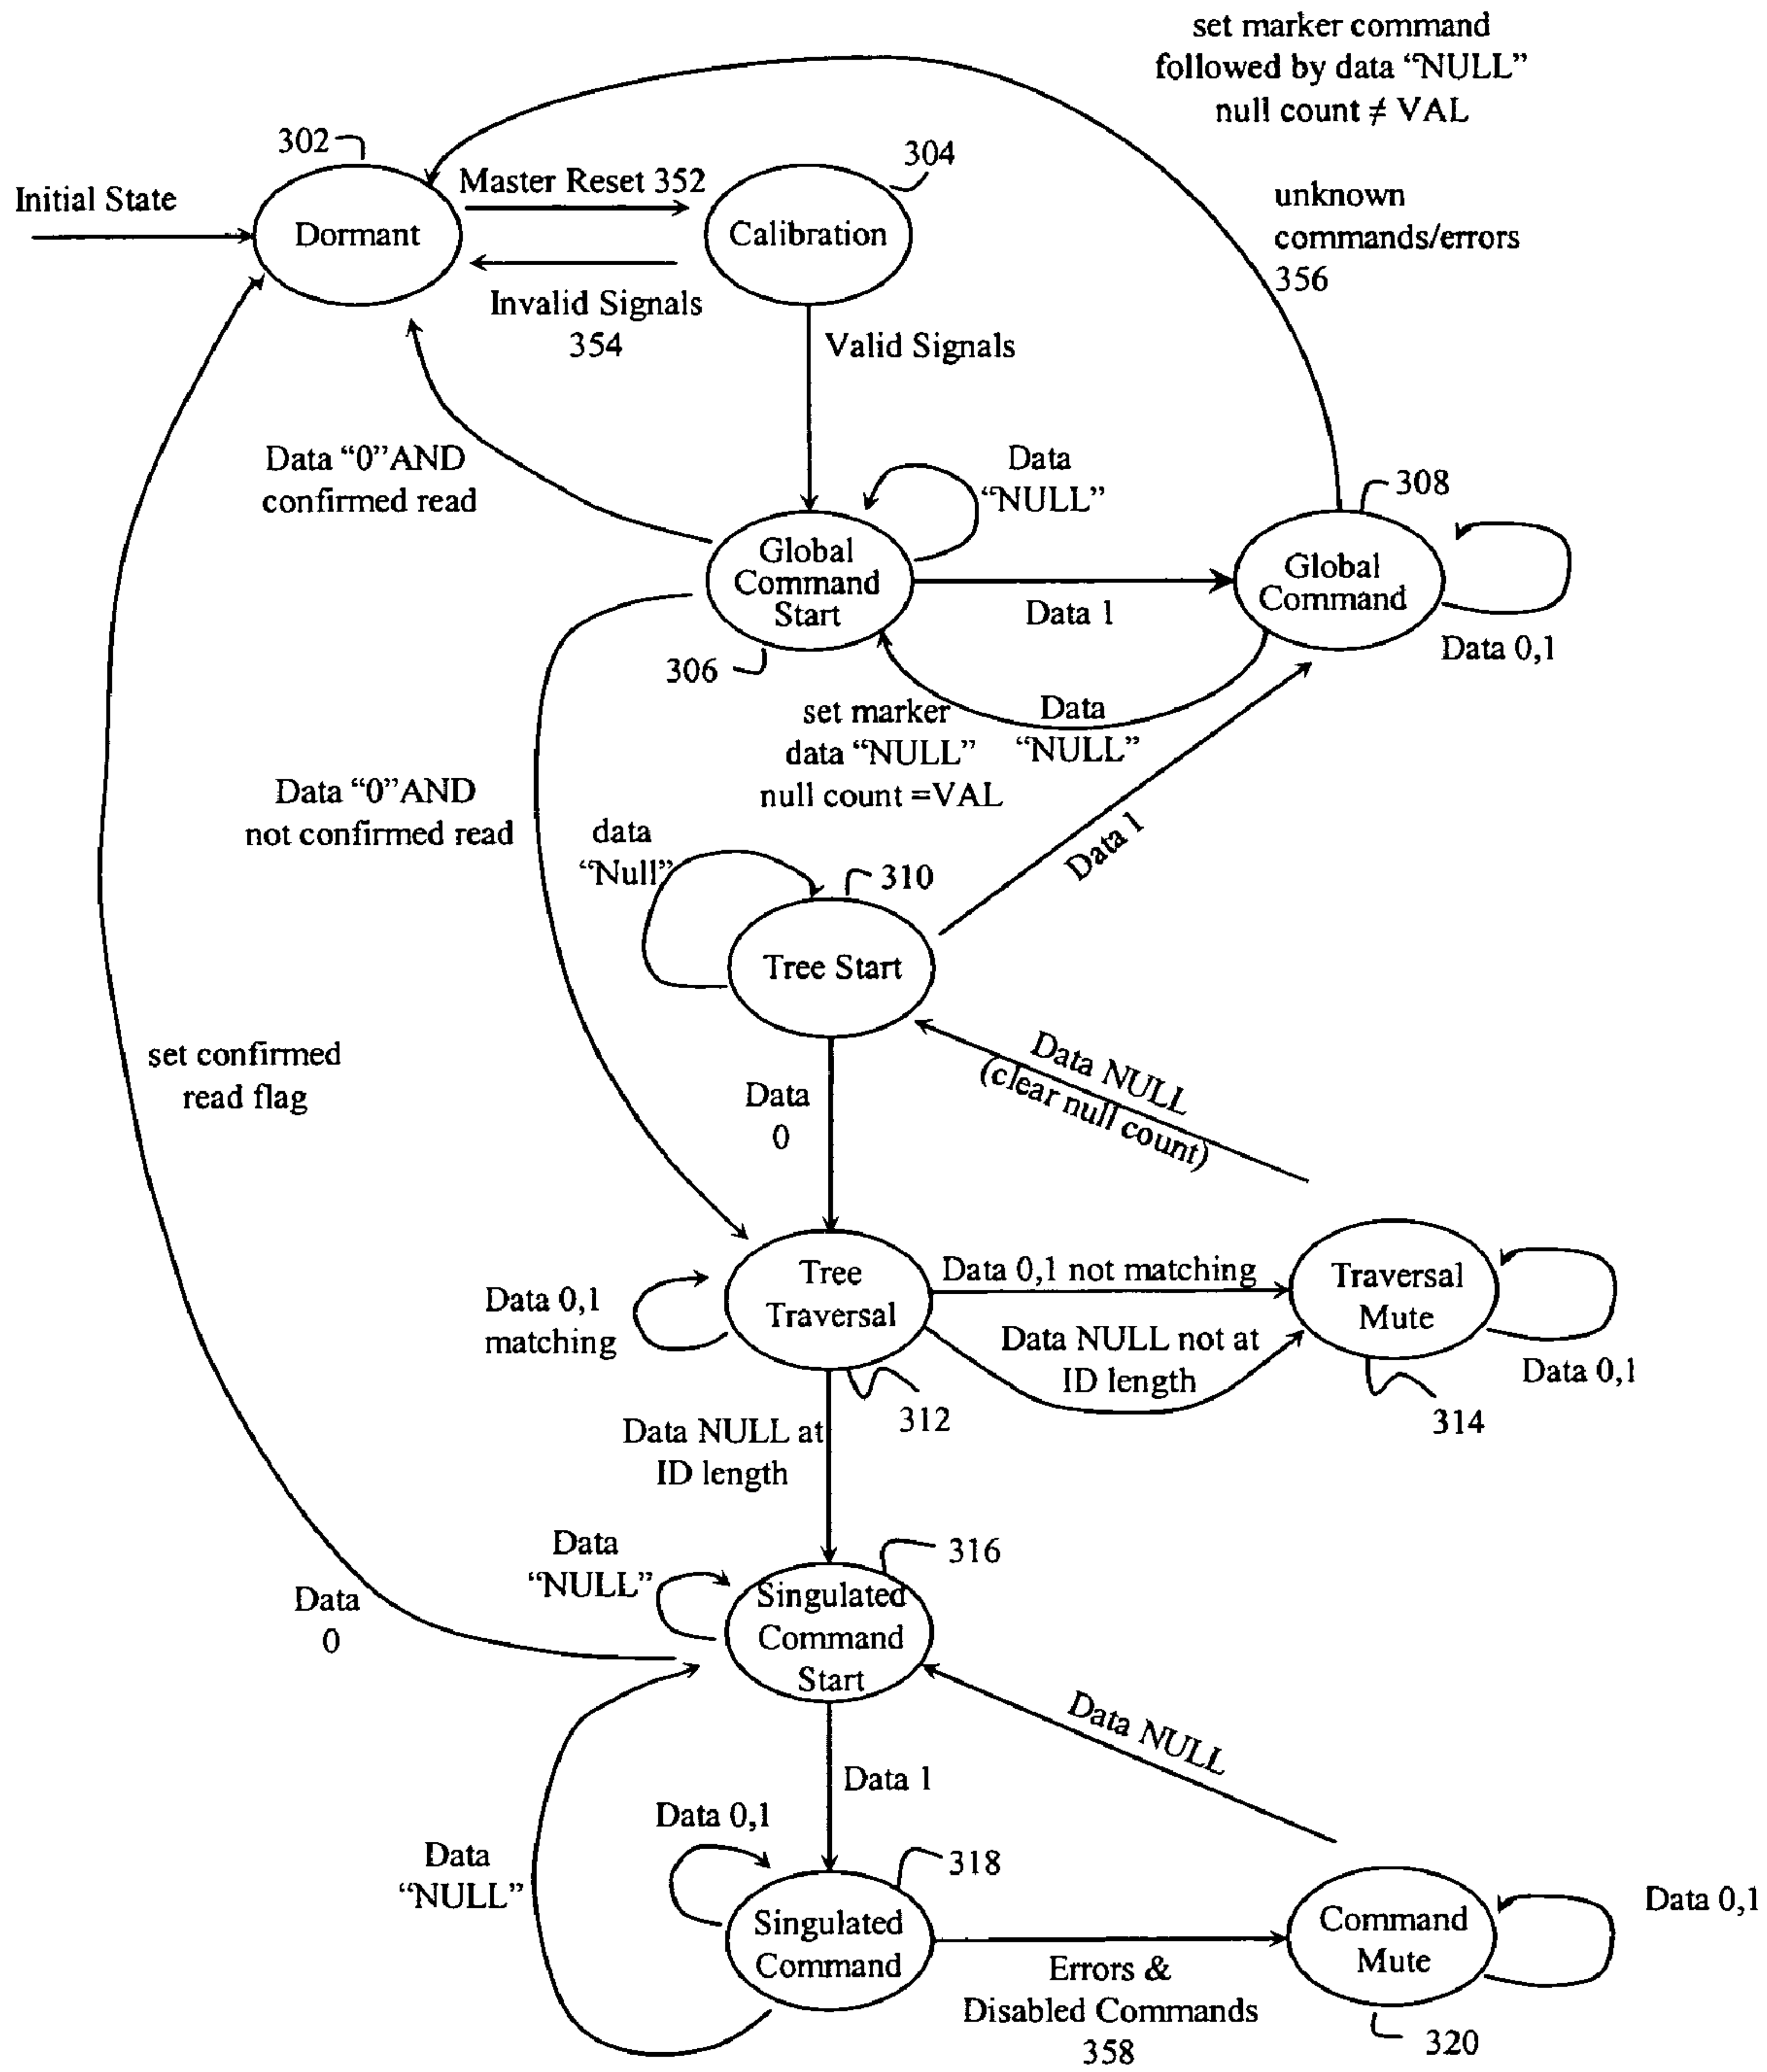 set marker command
followed by data “NULL”
null count ≠ VAL
302
304
Master Reset 352
Initial State
unknown
commands/errors
356
Dormant
Calibration
Invalid Signals
354
Valid Signals
Data “0”AND
confirmed read
Data
“NULL”
308
Global
Command
Start
Global
Command
Data 1
306
Data 0,1
set marker
data “NULL”
null count =VAL
Data
“NULL”
Data “0”AND
not confirmed read
data
“Null”
Data 1
310
Tree Start
set confirmed
read flag
Data NULL
(clear null count)
Data
0
Tree
Traversal
Data 0,1 not matching
Traversal
Mute
Data 0,1
matching
Data NULL not at
ID length
Data 0,1
312
314
Data NULL at
ID length
Data
“NULL”
316
Singulated
Command
Start
Data
0
Data NULL
Data 1
Data 0,1
318
Data
“NULL”
Singulated
Command
Command
Mute
Data 0,1
Errors &
Disabled Commands
358
320